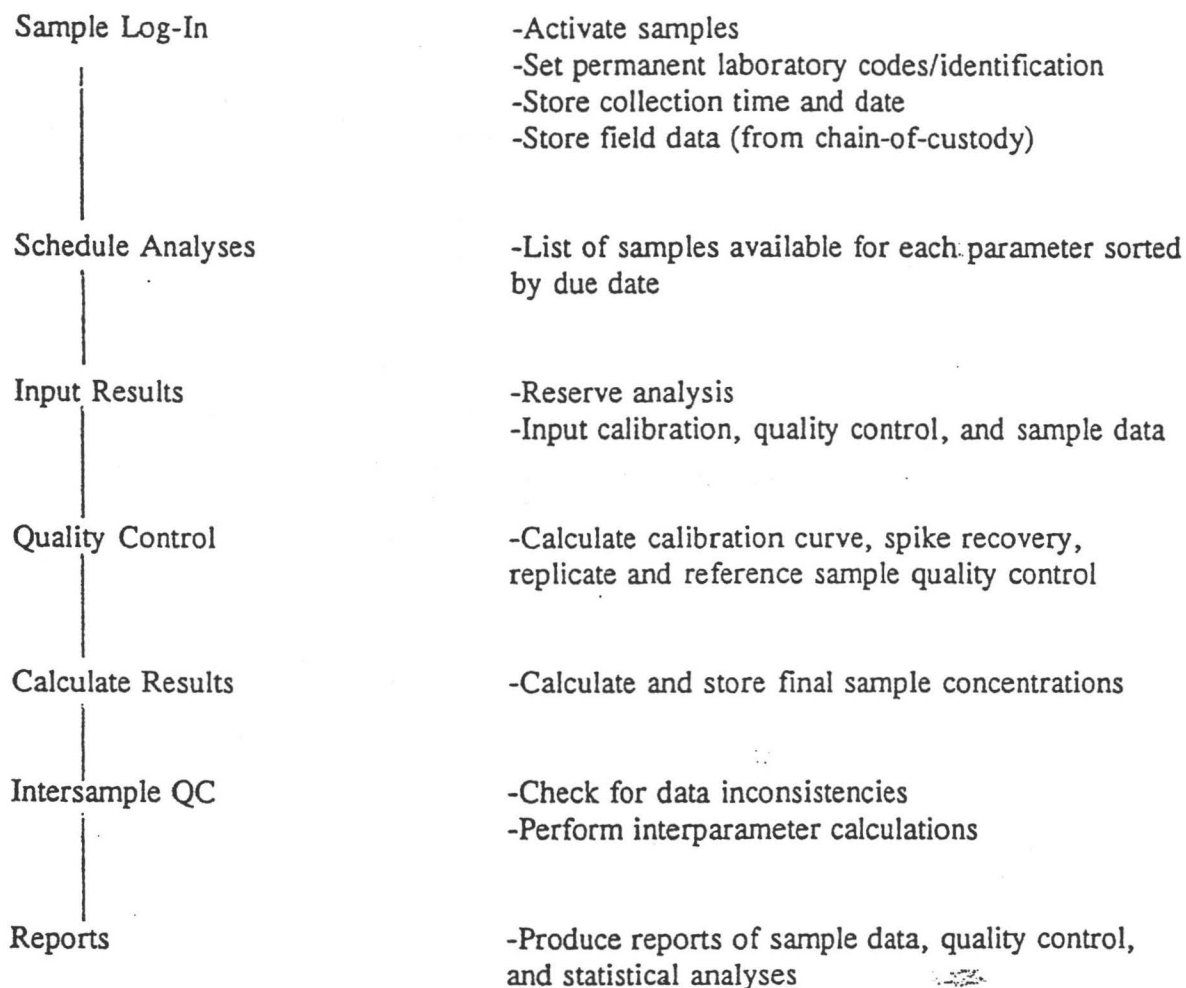 Sample Log-In
-Activate samples
-Set permanent laboratory codes/identification
-Store collection time and date
-Store field data (from chain-of-custody)
Schedule Analyses
-List of samples available for each parameter sorted
by due date
Input Results
-Reserve analysis
-Input calibration, quality control, and sample data
Quality Control
-Calculate calibration curve, spike recovery,
replicate and reference sample quality control
Calculate Results
-Calculate and store final sample concentrations
Intersample QC
-Check for data inconsistencies
-Perform interparameter calculations
Reports
-Produce reports of sample data, quality control,
and statistical analyses